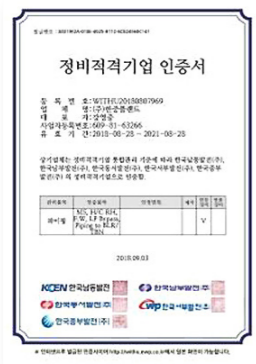 정비적격기업 인증서
등 록 번 호:WITHU20180807969
업 체 명:(주)한줄플랜드
대 표 자:강영중
사업자등록번호:609-81-63266
유 효 기 간:2018-08-28 ~ 2021-08-28
상기업체는 정비적격기업 통합관리 기준에 따라 한국남동발전(주),
한국남부발전(주), 한국동서발전(주), 한국서부발전(주), 한국중부
발전(주) 의 정비적격기업으로 인증함.
MS, H/C RH,
F.W, LP Bypass,
Piping to BLR/
TBN
파이핑
V
2018.09.03
KOEN 한국남동발전
한국남부발전(주)
한국동서발전(주)
WP 한국서부발전(주)
한국중부발전(주)